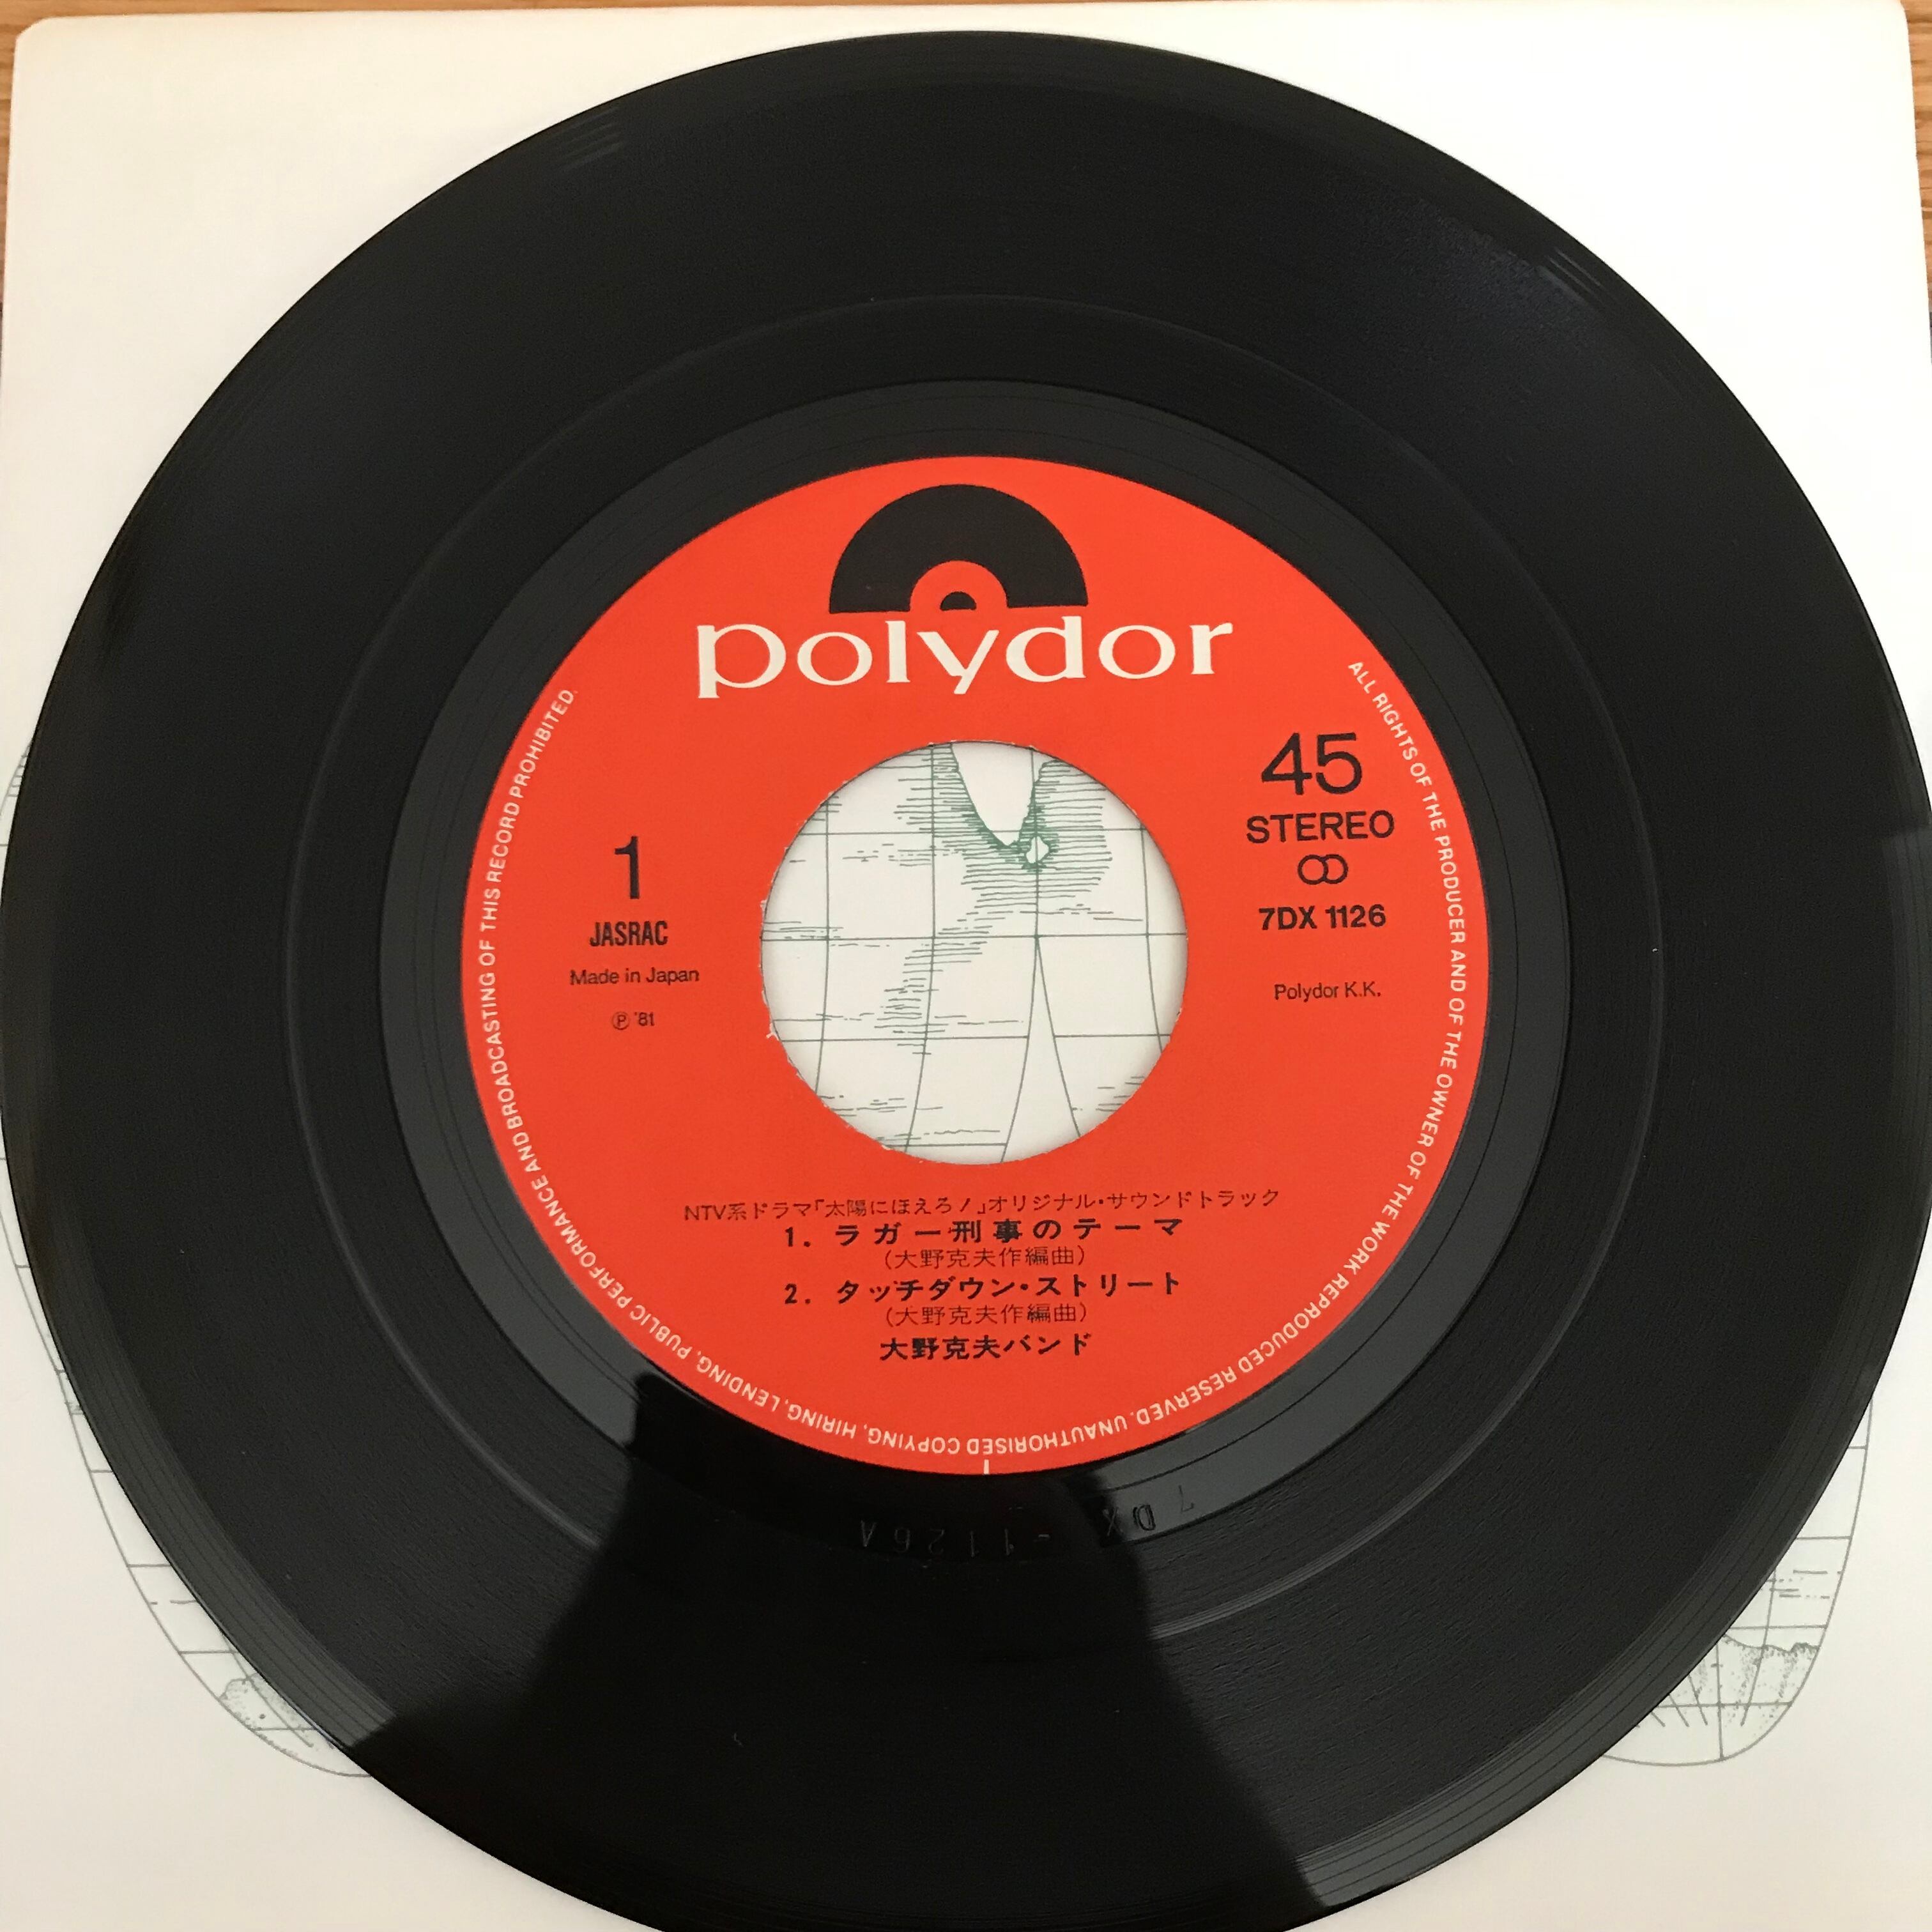 polydor
45
STEREO
7DX 1126
Polydor K.K.
1
JASRAC
Made in Japan
Ⓟ '81
NTV系ドラマ「太陽にほえろ!」オリジナル・サウンドトラック
1. ラガー刑事のテーマ
(大野克夫作編曲)
2. タッチダウン・ストリート
(大野克夫作編曲)
大野克夫バンド
ALL RIGHTS OF THE PRODUCER AND OF THE OWNER OF THE WORK REPRODUCED RESERVED. UNAUTHORISED COPYING, HIRING, LENDING, PUBLIC PERFORMANCE AND BROADCASTING OF THIS RECORD PROHIBITED.
7DX-1126A